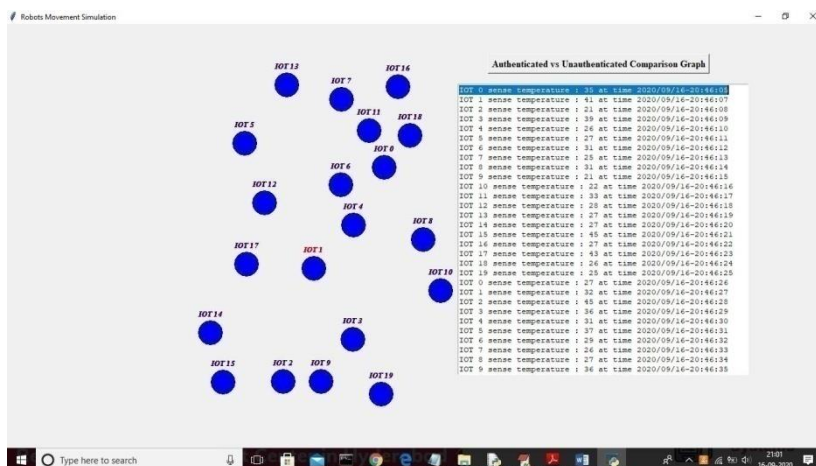 Robots Movement Simulation
IOT 13
IOT 7
IOT 16
IOT 11
IOT 18
IOT 5
IOT 0
IOT 6
IOT 12
IOT 4
IOT 8
IOT 17
IOT 1
IOT 10
IOT 14
IOT 3
IOT 15
IOT 2
IOT 9
IOT 19
Authenticated vs Unauthenticated Comparison Graph
IOT 0 sense temperature : 35 at time 2020/09/16-20:46:05
IOT 1 sense temperature : 41 at time 2020/09/16-20:46:07
IOT 2 sense temperature : 21 at time 2020/09/16-20:46:08
IOT 3 sense temperature : 39 at time 2020/09/16-20:46:09
IOT 4 sense temperature : 26 at time 2020/09/16-20:46:10
IOT 5 sense temperature : 27 at time 2020/09/16-20:46:11
IOT 6 sense temperature : 31 at time 2020/09/16-20:46:12
IOT 7 sense temperature : 25 at time 2020/09/16-20:46:13
IOT 8 sense temperature : 31 at time 2020/09/16-20:46:14
IOT 9 sense temperature : 21 at time 2020/09/16-20:46:15
IOT 10 sense temperature : 22 at time 2020/09/16-20:46:16
IOT 11 sense temperature : 33 at time 2020/09/16-20:46:17
IOT 12 sense temperature : 28 at time 2020/09/16-20:46:18
IOT 13 sense temperature : 27 at time 2020/09/16-20:46:19
IOT 14 sense temperature : 27 at time 2020/09/16-20:46:20
IOT 15 sense temperature : 45 at time 2020/09/16-20:46:21
IOT 16 sense temperature : 27 at time 2020/09/16-20:46:22
IOT 17 sense temperature : 43 at time 2020/09/16-20:46:23
IOT 18 sense temperature : 26 at time 2020/09/16-20:46:24
IOT 19 sense temperature : 25 at time 2020/09/16-20:46:25
IOT 0 sense temperature : 27 at time 2020/09/16-20:46:26
IOT 1 sense temperature : 32 at time 2020/09/16-20:46:27
IOT 2 sense temperature : 45 at time 2020/09/16-20:46:28
IOT 3 sense temperature : 36 at time 2020/09/16-20:46:29
IOT 4 sense temperature : 31 at time 2020/09/16-20:46:30
IOT 5 sense temperature : 37 at time 2020/09/16-20:46:31
IOT 6 sense temperature : 29 at time 2020/09/16-20:46:32
IOT 7 sense temperature : 26 at time 2020/09/16-20:46:33
IOT 8 sense temperature : 27 at time 2020/09/16-20:46:34
IOT 9 sense temperature : 36 at time 2020/09/16-20:46:35
Type here to search
21:01
16-09-2020